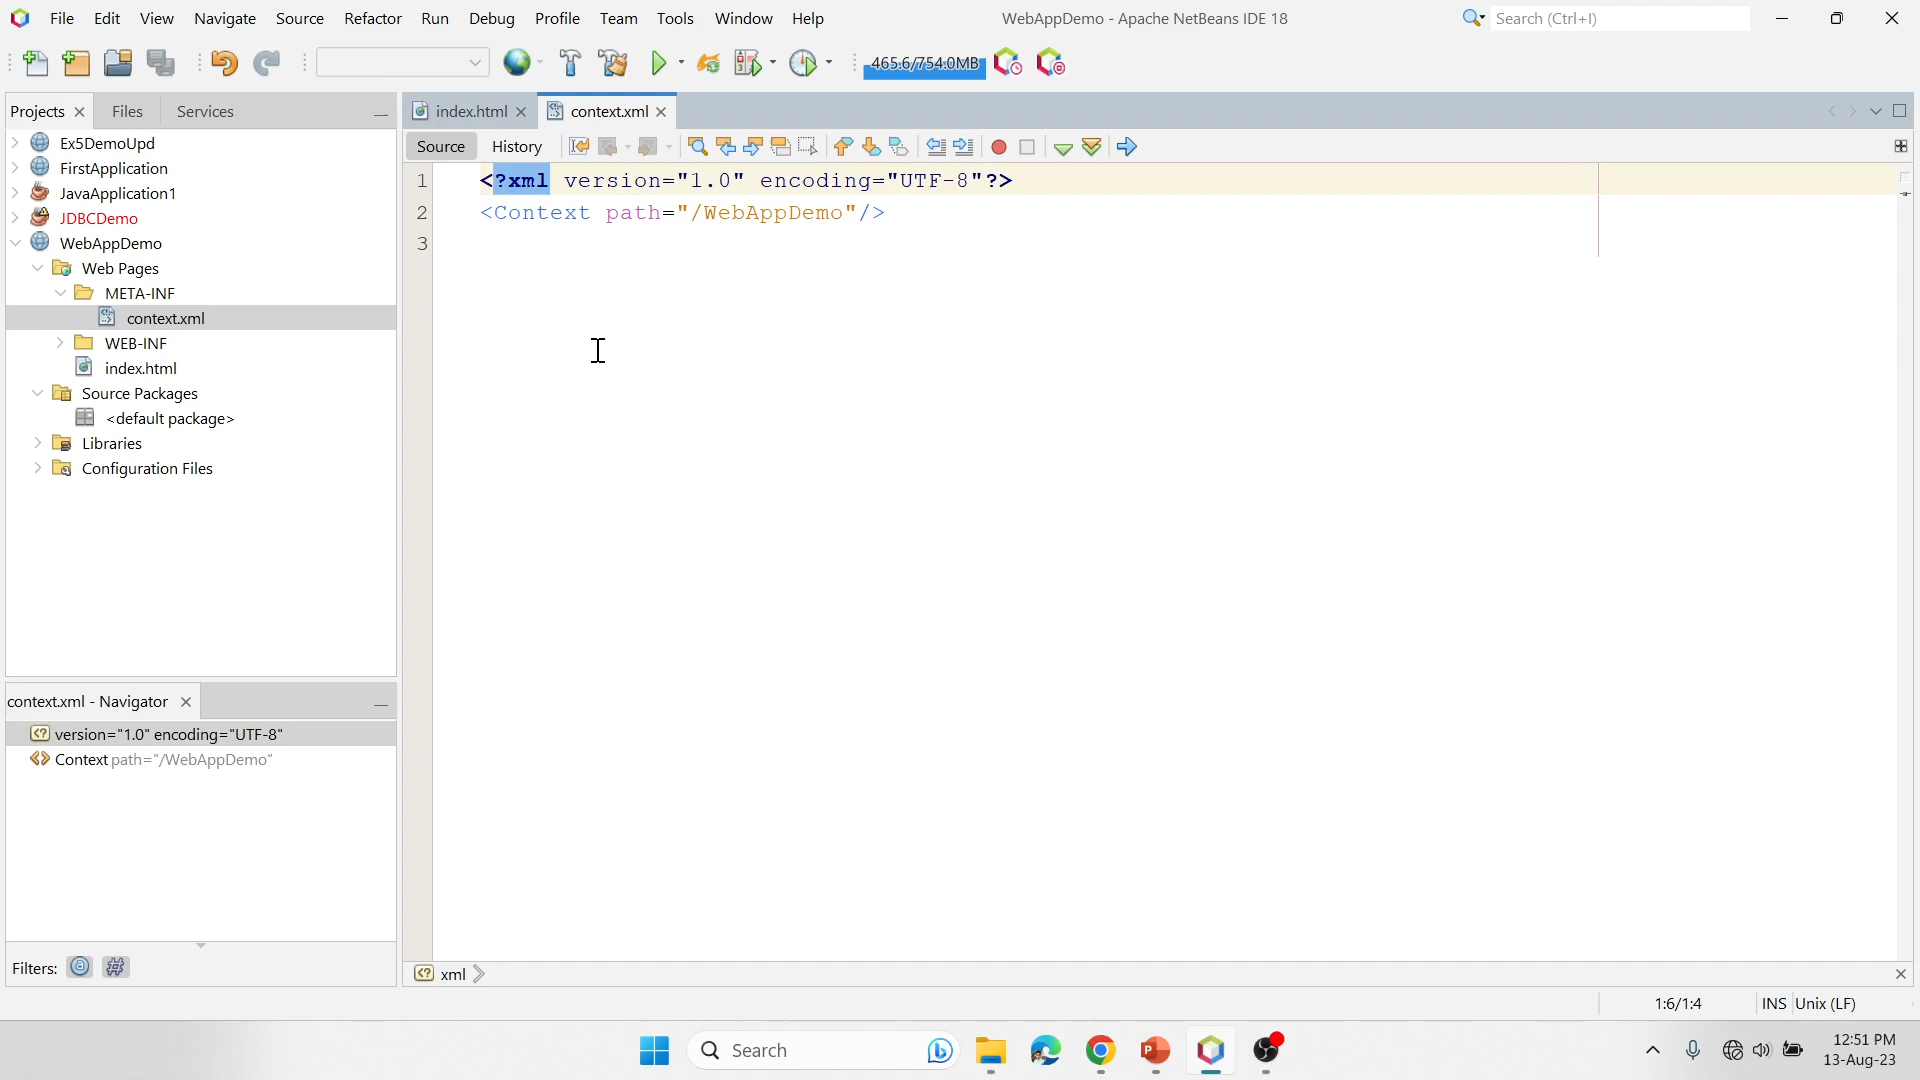 File Edit View Navigate Source Refactor Run Debug Profile Team Tools Window Help
WebAppDemo - Apache NetBeans IDE 18
Search (Ctrl+I)
465.6/754.0MB
Projects Files Services
index.html context.xml
Source History
Ex5DemoUpd
FirstApplication
JavaApplication1
JDBCDemo
WebAppDemo
Web Pages
META-INF
context.xml
WEB-INF
index.html
Source Packages
<default package>
Libraries
Configuration Files
1 <?xml version="1.0" encoding="UTF-8"?>
2 <Context path="/WebAppDemo"/>
3
context.xml - Navigator
version="1.0" encoding="UTF-8"
Context path="/WebAppDemo"
Filters:
xml
1:6/1:4 INS Unix (LF)
Search
12:51 PM
13-Aug-23